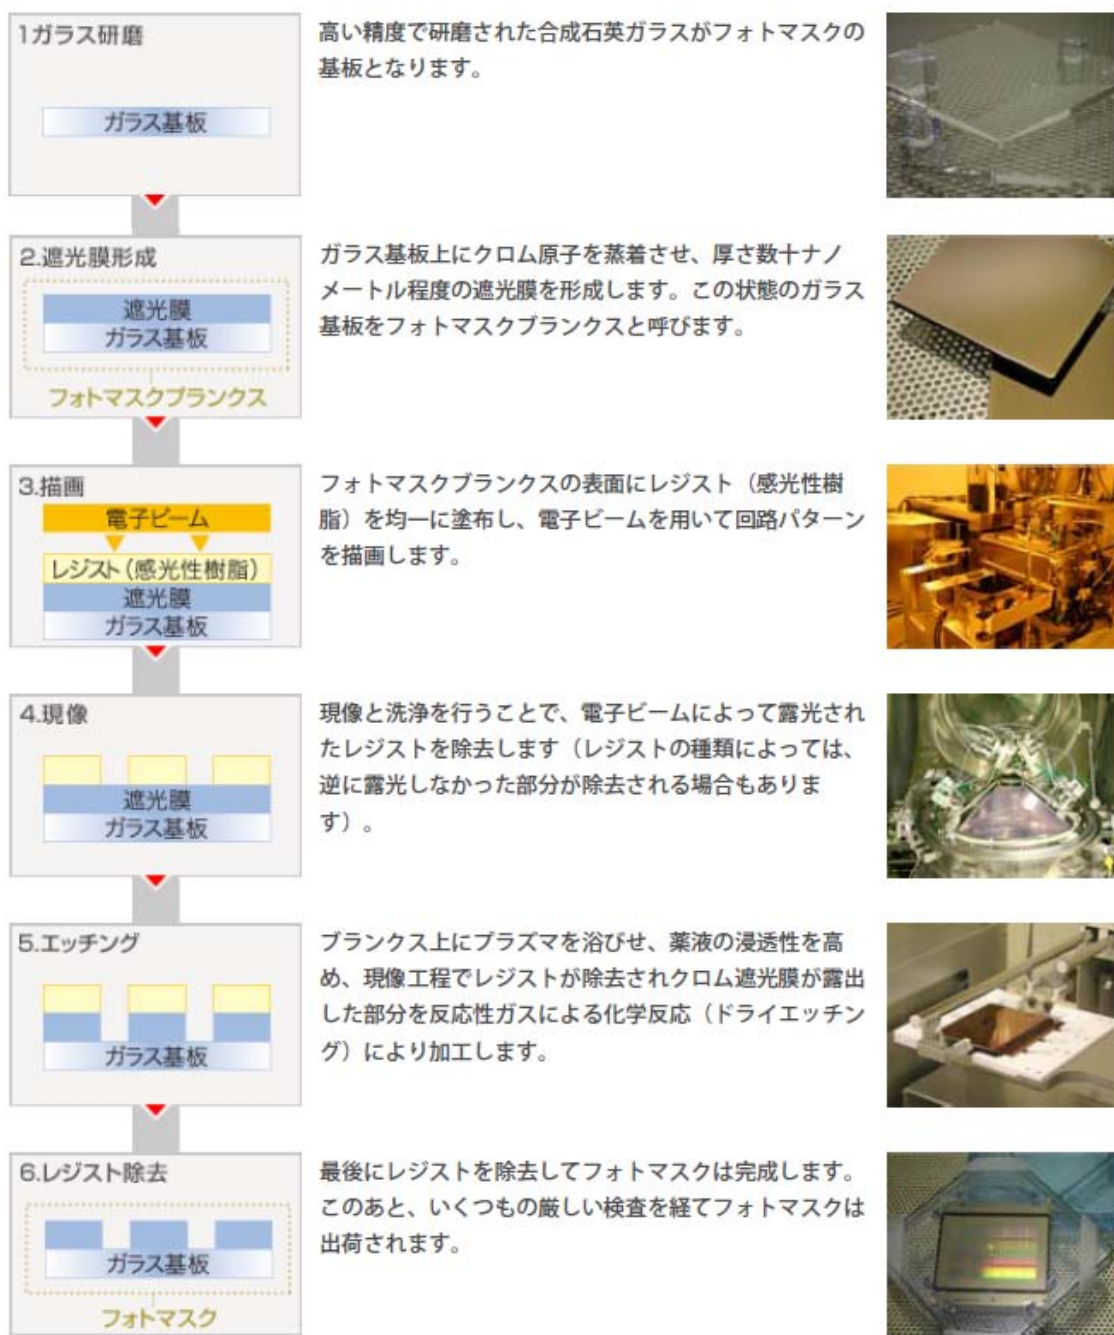 1ガラス研磨
ガラス基板
高い精度で研磨された合成石英ガラスがフォトマスクの
基板となります。
2.遮光膜形成
遮光膜
ガラス基板
フォトマスクブランクス
ガラス基板上にクロム原子を蒸着させ、厚さ数十ナノ
メートル程度の遮光膜を形成します。この状態のガラス
基板をフォトマスクブランクスと呼びます。
3.描画
電子ビーム
レジスト(感光性樹脂)
遮光膜
ガラス基板
フォトマスクブランクスの表面にレジスト（感光性樹
脂）を均一に塗布し、電子ビームを用いて回路パターン
を描画します。
4.現像
遮光膜
ガラス基板
現像と洗浄を行うことで、電子ビームによって露光され
たレジストを除去します（レジストの種類によっては、
逆に露光しなかった部分が除去される場合もありま
す）。
5.エッチング
ガラス基板
ブランクス上にプラズマを浴びせ、薬液の浸透性を高
め、現像工程でレジストが除去されクロム遮光膜が露出
した部分を反応性ガスによる化学反応（ドライエッチン
グ）により加工します。
6.レジスト除去
ガラス基板
フォトマスク
最後にレジストを除去してフォトマスクは完成します。
このあと、いくつもの厳しい検査を経てフォトマスクは
出荷されます。